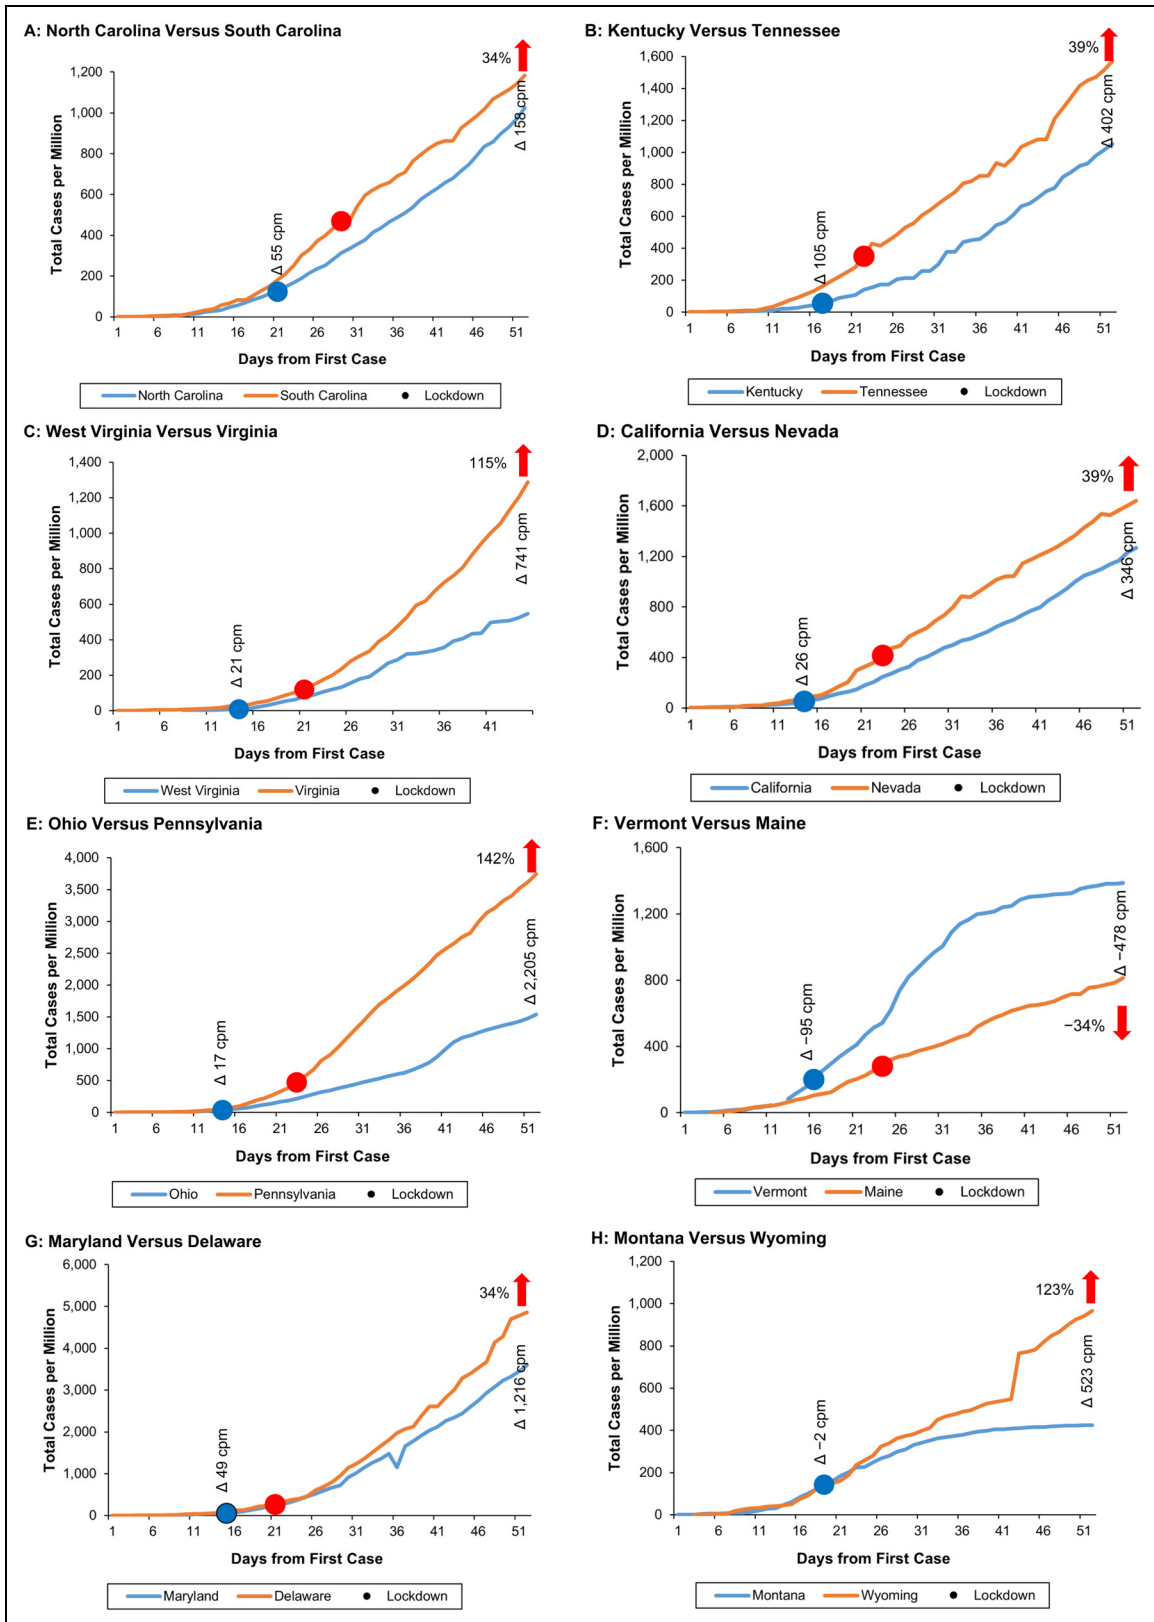 A: North Carolina Versus South Carolina
34%
1,200
1,000
800
600
400
200
0
Total Cases per Million
Δ 55 cpm
Δ 158 cpm
1 6 11 16 21 26 31 36 41 46 51
Days from First Case
North Carolina South Carolina Lockdown
B: Kentucky Versus Tennessee
39%
1,600
1,400
1,200
1,000
800
600
400
200
0
Total Cases per Million
Δ 105 cpm
Δ 402 cpm
1 6 11 16 21 26 31 36 41 46 51
Days from First Case
Kentucky Tennessee Lockdown
C: West Virginia Versus Virginia
115%
1,400
1,200
1,000
800
600
400
200
0
Total Cases per Million
Δ 21 cpm
Δ 741 cpm
1 6 11 16 21 26 31 36 41
Days from First Case
West Virginia Virginia Lockdown
D: California Versus Nevada
39%
2,000
1,600
1,200
800
400
0
Total Cases per Million
Δ 26 cpm
Δ 346 cpm
1 6 11 16 21 26 31 36 41 46 51
Days from First Case
California Nevada Lockdown
E: Ohio Versus Pennsylvania
142%
4,000
3,500
3,000
2,500
2,000
1,500
1,000
500
0
Total Cases per Million
Δ 17 cpm
Δ 2,205 cpm
1 6 11 16 21 26 31 36 41 46 51
Days from First Case
Ohio Pennsylvania Lockdown
F: Vermont Versus Maine
1,600
1,200
800
400
0
Total Cases per Million
Δ −95 cpm
Δ −478 cpm
−34%
1 6 11 16 21 26 31 36 41 46 51
Days from First Case
Vermont Maine Lockdown
G: Maryland Versus Delaware
34%
6,000
5,000
4,000
3,000
2,000
1,000
0
Total Cases per Million
Δ 49 cpm
Δ 1,216 cpm
1 6 11 16 21 26 31 36 41 46 51
Days from First Case
Maryland Delaware Lockdown
H: Montana Versus Wyoming
123%
1,200
1,000
800
600
400
200
0
Total Cases per Million
Δ −2 cpm
Δ 523 cpm
1 6 11 16 21 26 31 36 41 46 51
Days from First Case
Montana Wyoming Lockdown